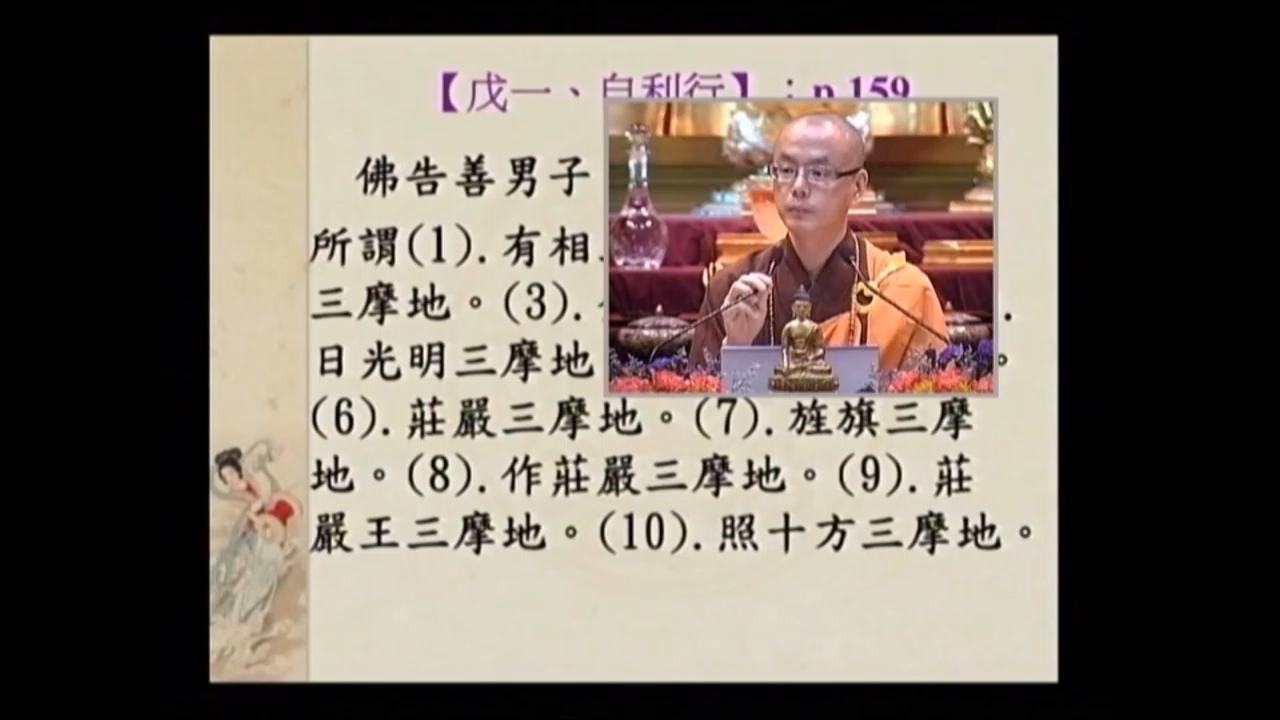 【戊一、自利行】：p.159
佛告善男子
所謂(1).有相
三摩地。(3).
日光明三摩地 。
(6).莊嚴三摩地。(7).旌旗三摩
地。(8).作莊嚴三摩地。(9).莊
嚴王三摩地。(10).照十方三摩地。